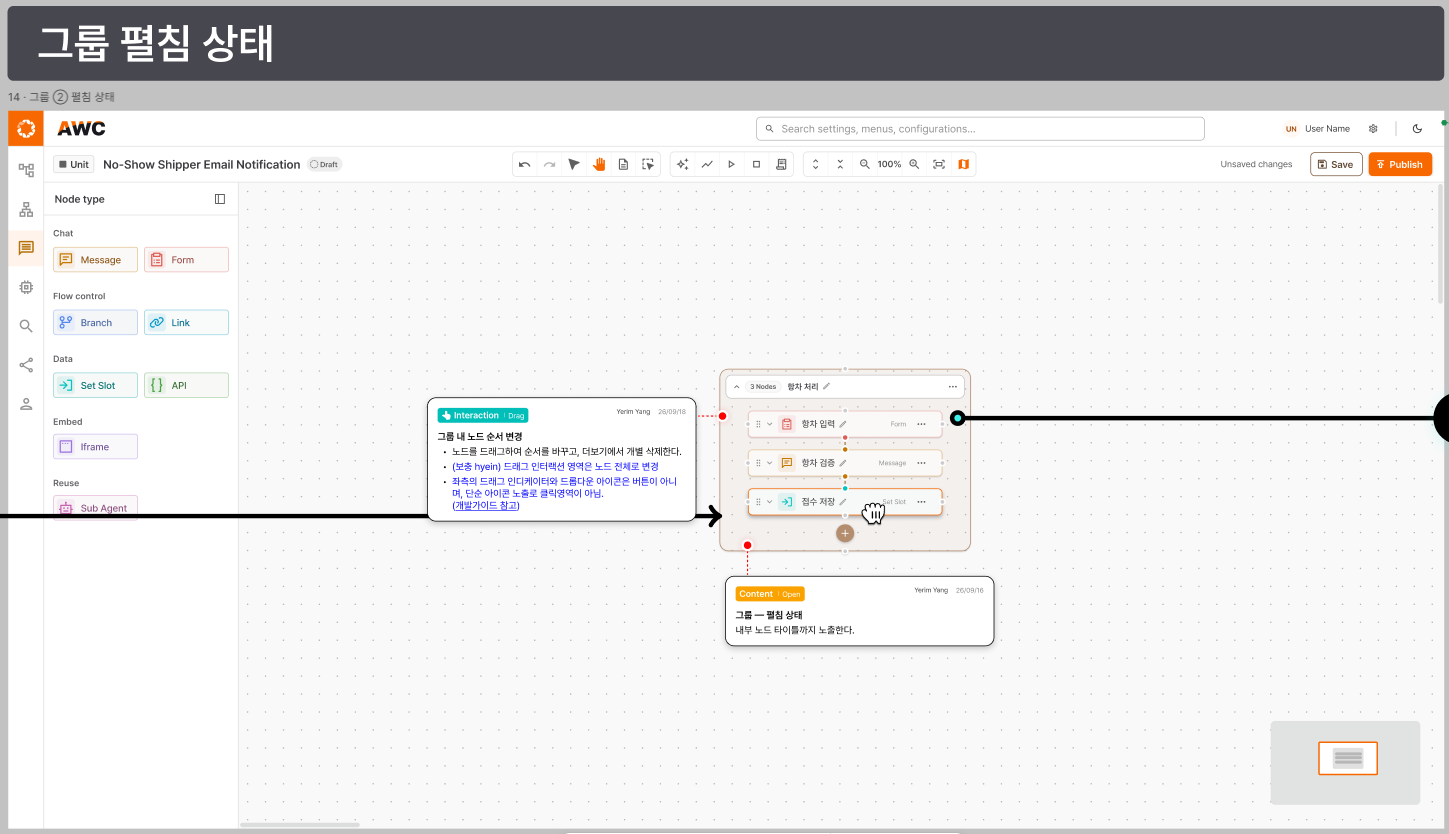 그룹 펼침 상태
14 · 그룹 ② 펼침 상태
AWC
Search settings, menus, configurations...
UN User Name
Unit No-Show Shipper Email Notification Draft
100%
Unsaved changes Save Publish
Node type
Chat
Message Form
Flow control
Branch Link
Data
Set Slot API
Embed
Iframe
Reuse
Sub Agent
Interaction Drag Yerim Yang 26/09/16
그룹 내 노드 순서 변경
• 노드를 드래그하여 순서를 바꾸고, 더보기에서 개별 삭제한다.
• (보충 hyein) 드래그 인터랙션 영역은 노드 전체로 변경
• 좌측의 드래그 인디케이터와 드롭다운 아이콘은 버튼이 아니
며, 단순 아이콘 노출로 클릭영역이 아님.
(개발가이드 참고)
3 Nodes 항차 처리
항차 입력 Form
항차 검증 Message
접수 저장 Set Slot
Content Open Yerim Yang 26/09/16
그룹 — 펼침 상태
내부 노드 타이틀까지 노출한다.